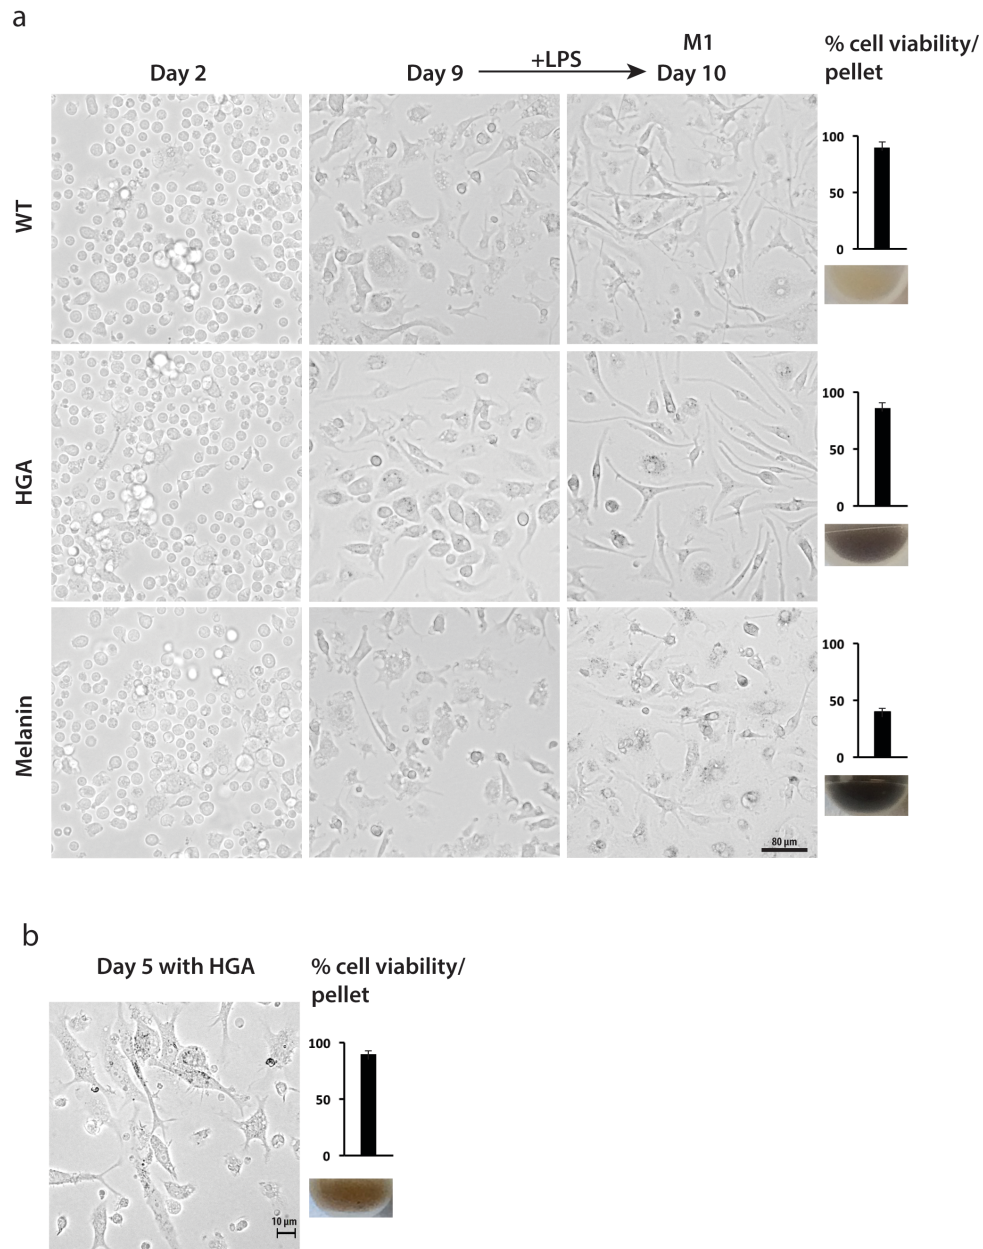 a
M1
% cell viability/
pellet
Day 2
Day 9
+LPS
Day 10
WT
100
50
0
HGA
100
50
0
Melanin
100
50
0
80 µm
b
Day 5 with HGA
% cell viability/
pellet
100
50
0
10 µm